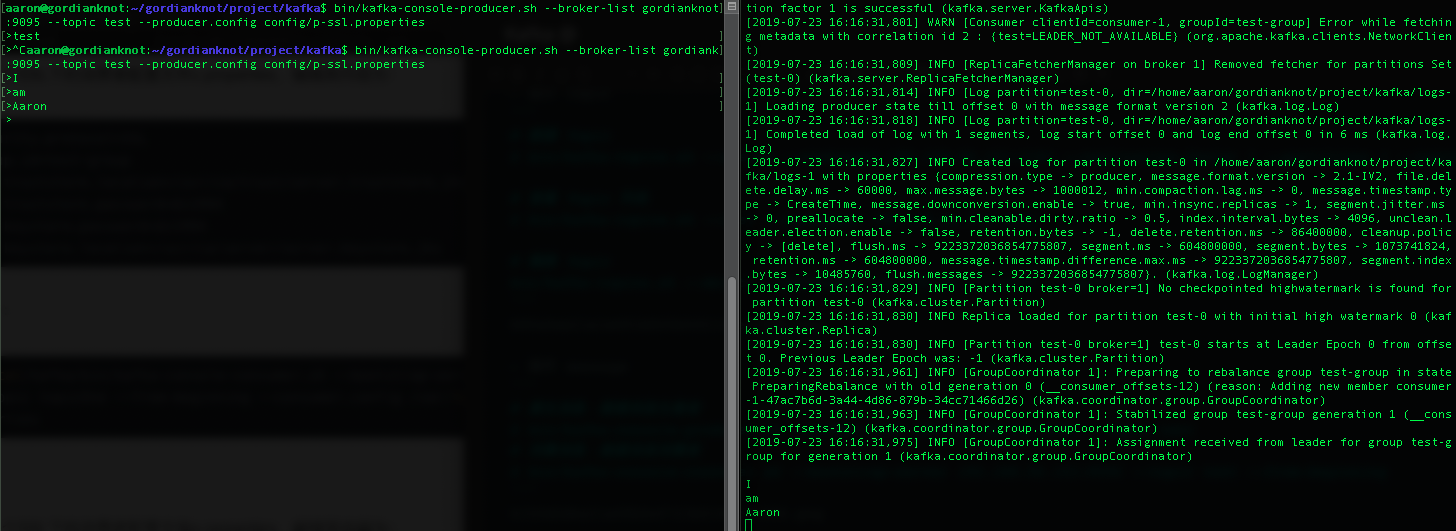 [aaron@gordianknot:~/gordianknot/project/kafka$ bin/kafka-console-producer.sh --broker-list gordianknot]
:9095 --topic test --producer.config config/p-ssl.properties
[>test ]
[>^Caaron@gordianknot:~/gordianknot/project/kafka$ bin/kafka-console-producer.sh --broker-list gordiank]
:9095 --topic test --producer.config config/p-ssl.properties
[>I ]
[>am ]
[>Aaron ]
>
tion factor 1 is successful (kafka.server.KafkaApis)
[2019-07-23 16:16:31,801] WARN [Consumer clientId=consumer-1, groupId=test-group] Error while fetchin
g metadata with correlation id 2 : {test=LEADER_NOT_AVAILABLE} (org.apache.kafka.clients.NetworkClien
t)
[2019-07-23 16:16:31,809] INFO [ReplicaFetcherManager on broker 1] Removed fetcher for partitions Set
(test-0) (kafka.server.ReplicaFetcherManager)
[2019-07-23 16:16:31,814] INFO [Log partition=test-0, dir=/home/aaron/gordianknot/project/kafka/logs-
1] Loading producer state till offset 0 with message format version 2 (kafka.log.Log)
[2019-07-23 16:16:31,818] INFO [Log partition=test-0, dir=/home/aaron/gordianknot/project/kafka/logs-
1] Completed load of log with 1 segments, log start offset 0 and log end offset 0 in 6 ms (kafka.log.
Log)
[2019-07-23 16:16:31,827] INFO Created log for partition test-0 in /home/aaron/gordianknot/project/ka
fka/logs-1 with properties {compression.type -> producer, message.format.version -> 2.1-IV2, file.del
ete.delay.ms -> 60000, max.message.bytes -> 1000012, min.compaction.lag.ms -> 0, message.timestamp.ty
pe -> CreateTime, message.downconversion.enable -> true, min.insync.replicas -> 1, segment.jitter.ms
-> 0, preallocate -> false, min.cleanable.dirty.ratio -> 0.5, index.interval.bytes -> 4096, unclean.l
eader.election.enable -> false, retention.bytes -> -1, delete.retention.ms -> 86400000, cleanup.polic
y -> [delete], flush.ms -> 9223372036854775807, segment.ms -> 604800000, segment.bytes -> 1073741824,
 retention.ms -> 604800000, message.timestamp.difference.max.ms -> 9223372036854775807, segment.index
.bytes -> 10485760, flush.messages -> 9223372036854775807}. (kafka.log.LogManager)
[2019-07-23 16:16:31,829] INFO [Partition test-0 broker=1] No checkpointed highwatermark is found for
 partition test-0 (kafka.cluster.Partition)
[2019-07-23 16:16:31,830] INFO Replica loaded for partition test-0 with initial high watermark 0 (kaf
ka.cluster.Replica)
[2019-07-23 16:16:31,830] INFO [Partition test-0 broker=1] test-0 starts at Leader Epoch 0 from offse
t 0. Previous Leader Epoch was: -1 (kafka.cluster.Partition)
[2019-07-23 16:16:31,961] INFO [GroupCoordinator 1]: Preparing to rebalance group test-group in state
 PreparingRebalance with old generation 0 (__consumer_offsets-12) (reason: Adding new member consumer
-1-47ac7b6d-3a44-4d86-879b-34cc71466d26) (kafka.coordinator.group.GroupCoordinator)
[2019-07-23 16:16:31,963] INFO [GroupCoordinator 1]: Stabilized group test-group generation 1 (__cons
umer_offsets-12) (kafka.coordinator.group.GroupCoordinator)
[2019-07-23 16:16:31,975] INFO [GroupCoordinator 1]: Assignment received from leader for group test-g
roup for generation 1 (kafka.coordinator.group.GroupCoordinator)
I
am
Aaron